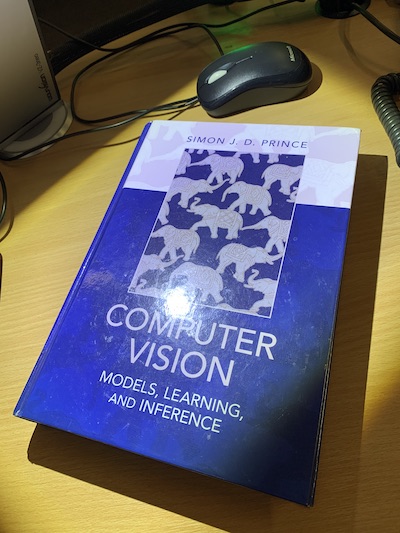 SIMON J. D. PRINCE
COMPUTER
VISION
MODELS, LEARNING,
AND INFERENCE